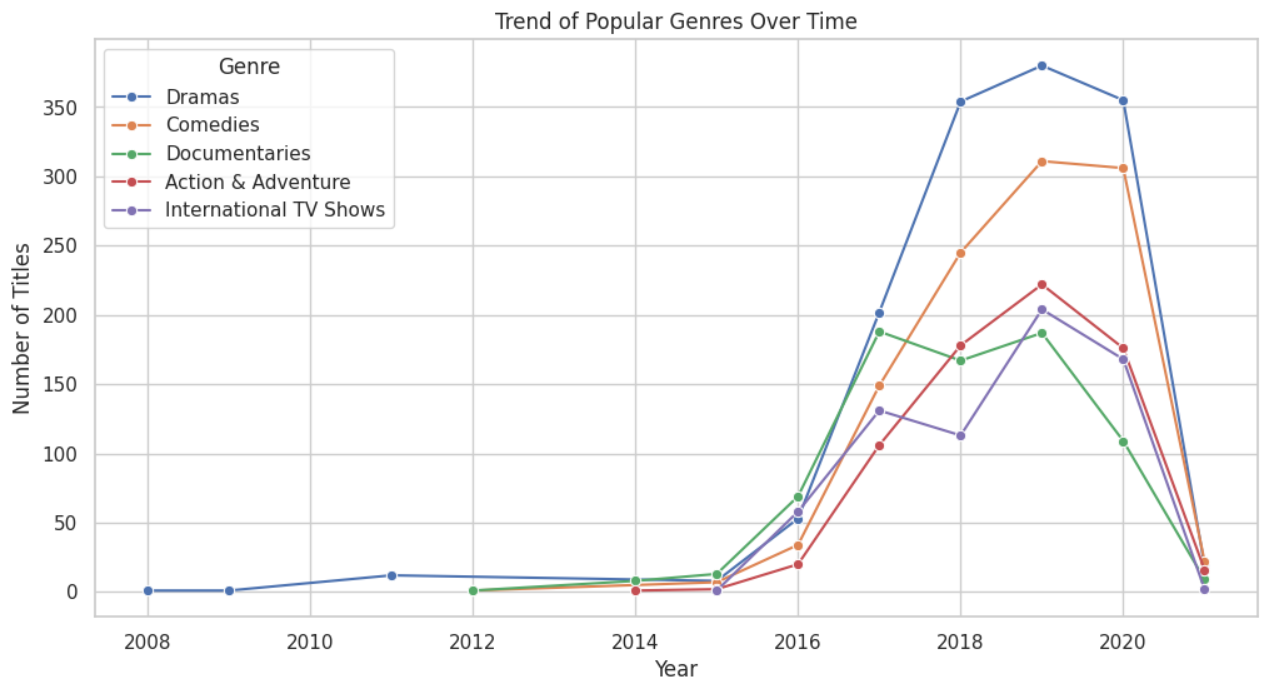 Trend of Popular Genres Over Time
Genre
Dramas
Comedies
Documentaries
Action & Adventure
International TV Shows
Number of Titles
350
300
250
200
150
100
50
0
2008 2010 2012 2014 2016 2018 2020
Year